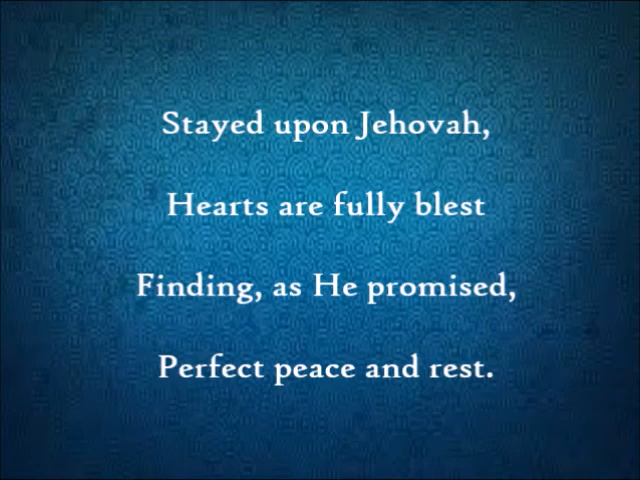 Stayed upon Jehovah,
Hearts are fully blest
Finding, as He promised,
Perfect peace and rest.